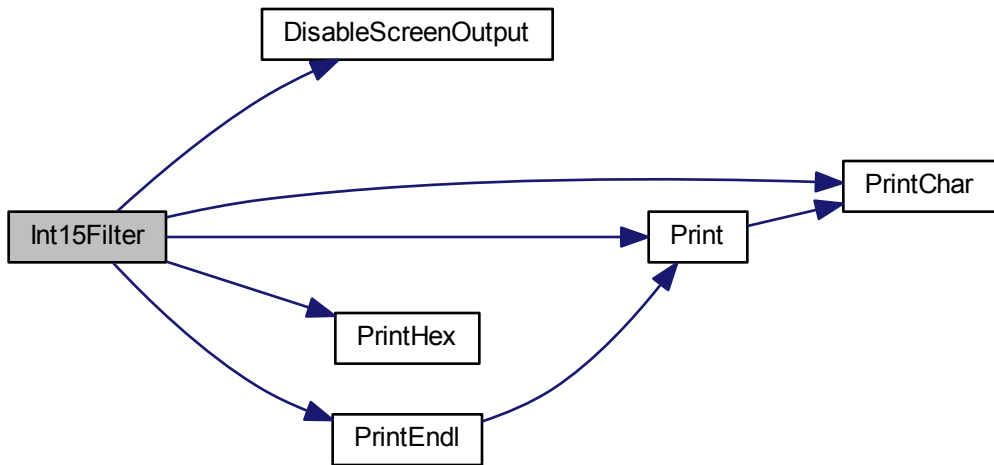 DisableScreenOutput
PrintChar
Int15Filter
Print
PrintHex
PrintEndl